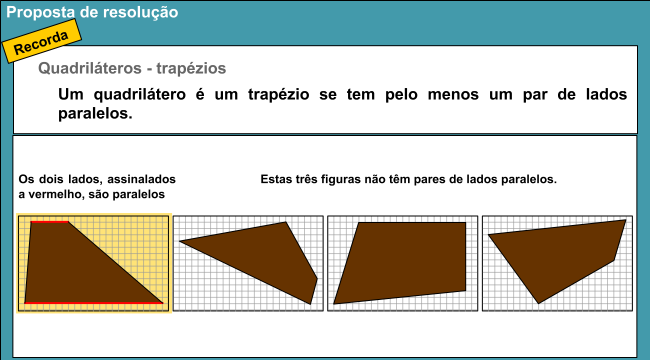 Proposta de resolução
Recorda
Quadriláteros - trapézios
Um quadrilátero é um trapézio se tem pelo menos um par de lados
paralelos.
Os dois lados, assinalados
a vermelho, são paralelos
Estas três figuras não têm pares de lados paralelos.